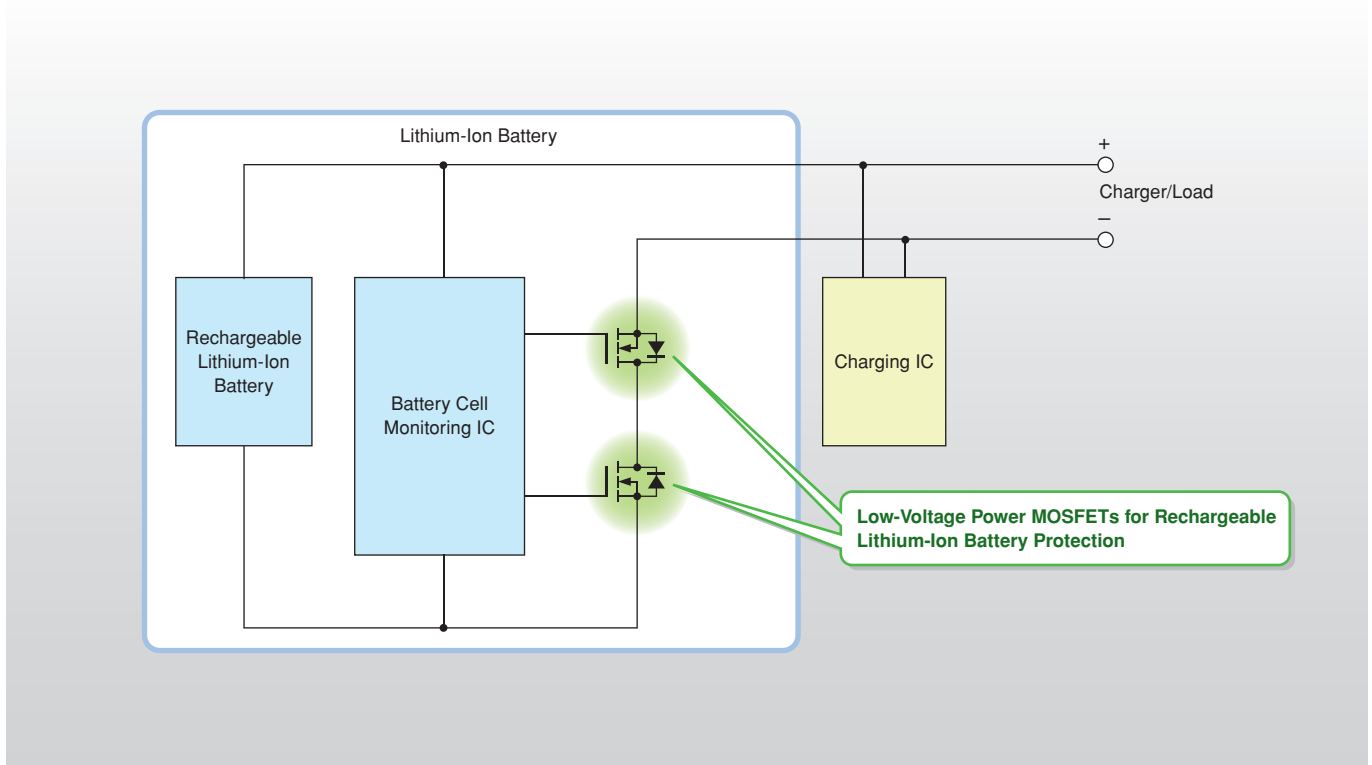 Lithium-Ion Battery
+
Charger/Load
–
Rechargeable
Lithium-Ion
Battery
Battery Cell
Monitoring IC
Charging IC
Low-Voltage Power MOSFETs for Rechargeable
Lithium-Ion Battery Protection